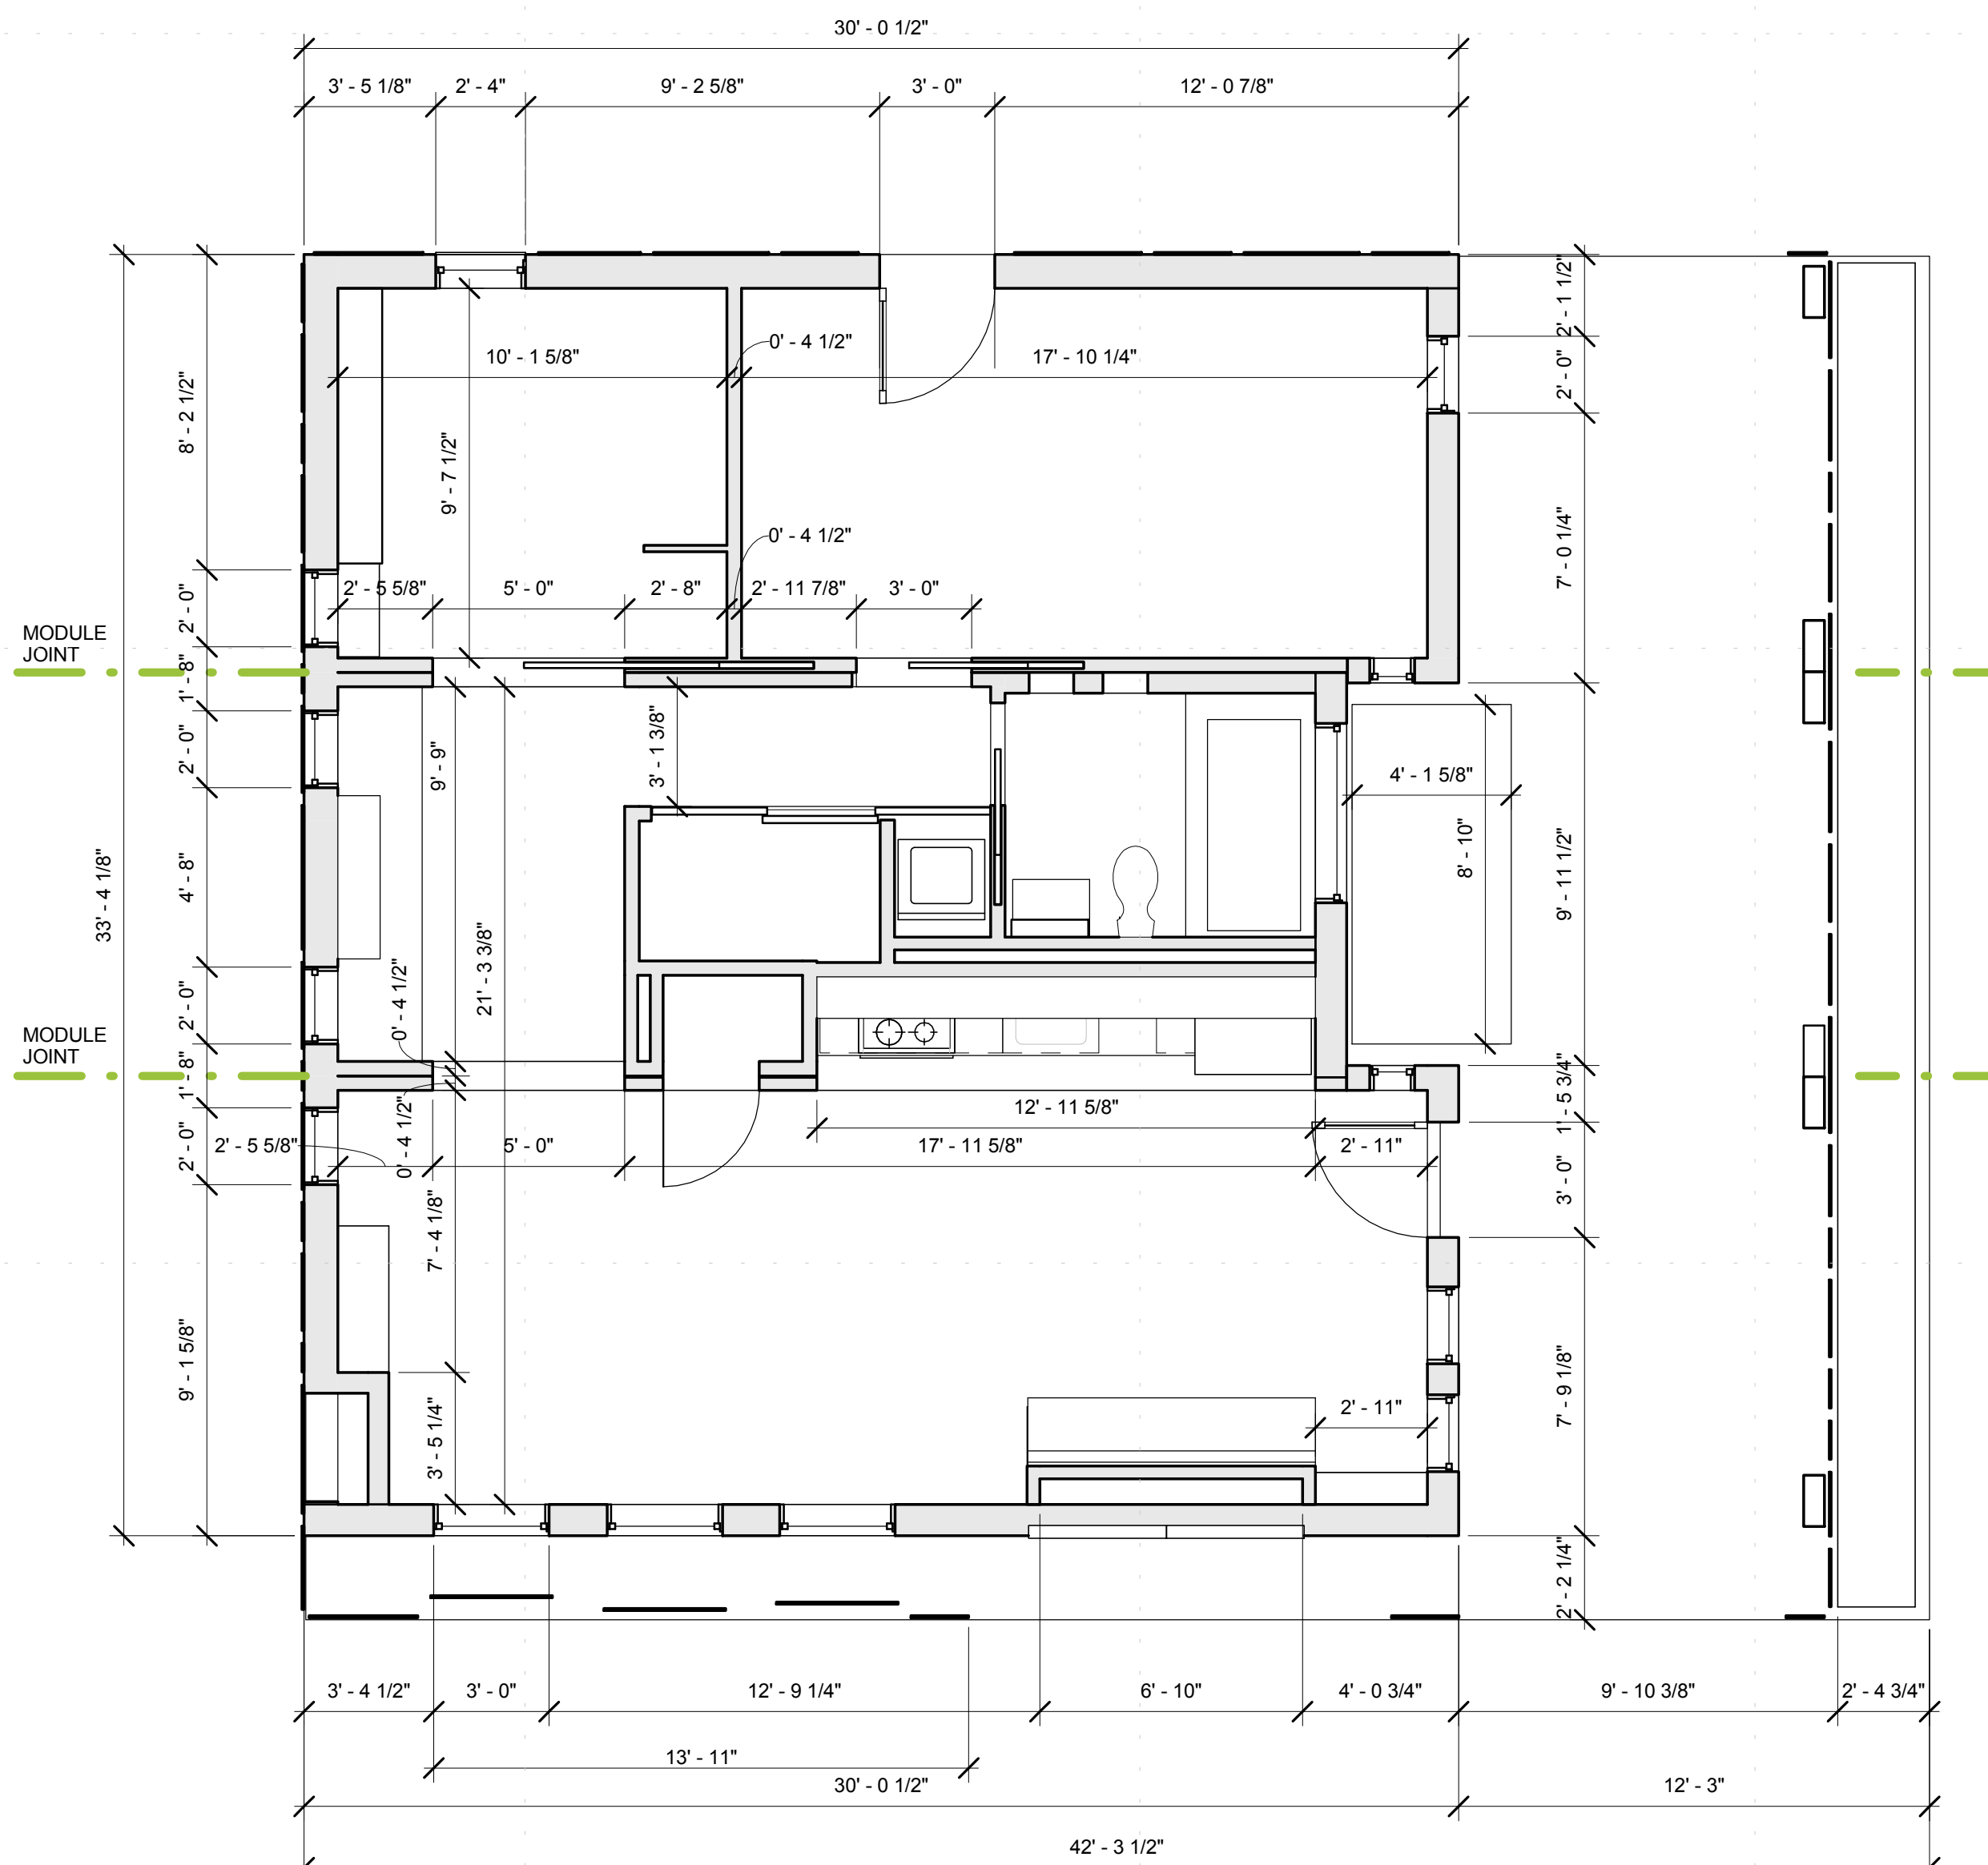 30' - 0 1/2"
3' - 5 1/8"
2' - 4"
9' - 2 5/8"
3' - 0"
12' - 0 7/8"
2' - 1 1/2"
0' - 4 1/2"
10' - 1 5/8"
17' - 10 1/4"
2' - 0"
8' - 2 1/2"
9' - 7 1/2"
0' - 4 1/2"
7' - 0 1/4"
2' - 5 5/8"
5' - 0"
2' - 8"
2' - 11 7/8"
3' - 0"
2' - 0"
MODULE
JOINT
1' - 8"
2' - 0"
9' - 9"
3' - 1 3/8"
4' - 1 5/8"
8' - 10"
33' - 4 1/8"
4' - 8"
9' - 11 1/2"
21' - 3 3/8"
0' - 4 1/2"
2' - 0"
MODULE
JOINT
1' - 8"
1' - 5 3/4"
12' - 11 5/8"
2' - 0"
2' - 5 5/8"
0' - 4 1/2"
5' - 0"
17' - 11 5/8"
2' - 11"
3' - 0"
7' - 4 1/8"
9' - 1 5/8"
7' - 9 1/8"
2' - 11"
3' - 5 1/4"
2' - 2 1/4"
3' - 4 1/2"
3' - 0"
12' - 9 1/4"
6' - 10"
4' - 0 3/4"
9' - 10 3/8"
2' - 4 3/4"
13' - 11"
30' - 0 1/2"
12' - 3"
42' - 3 1/2"